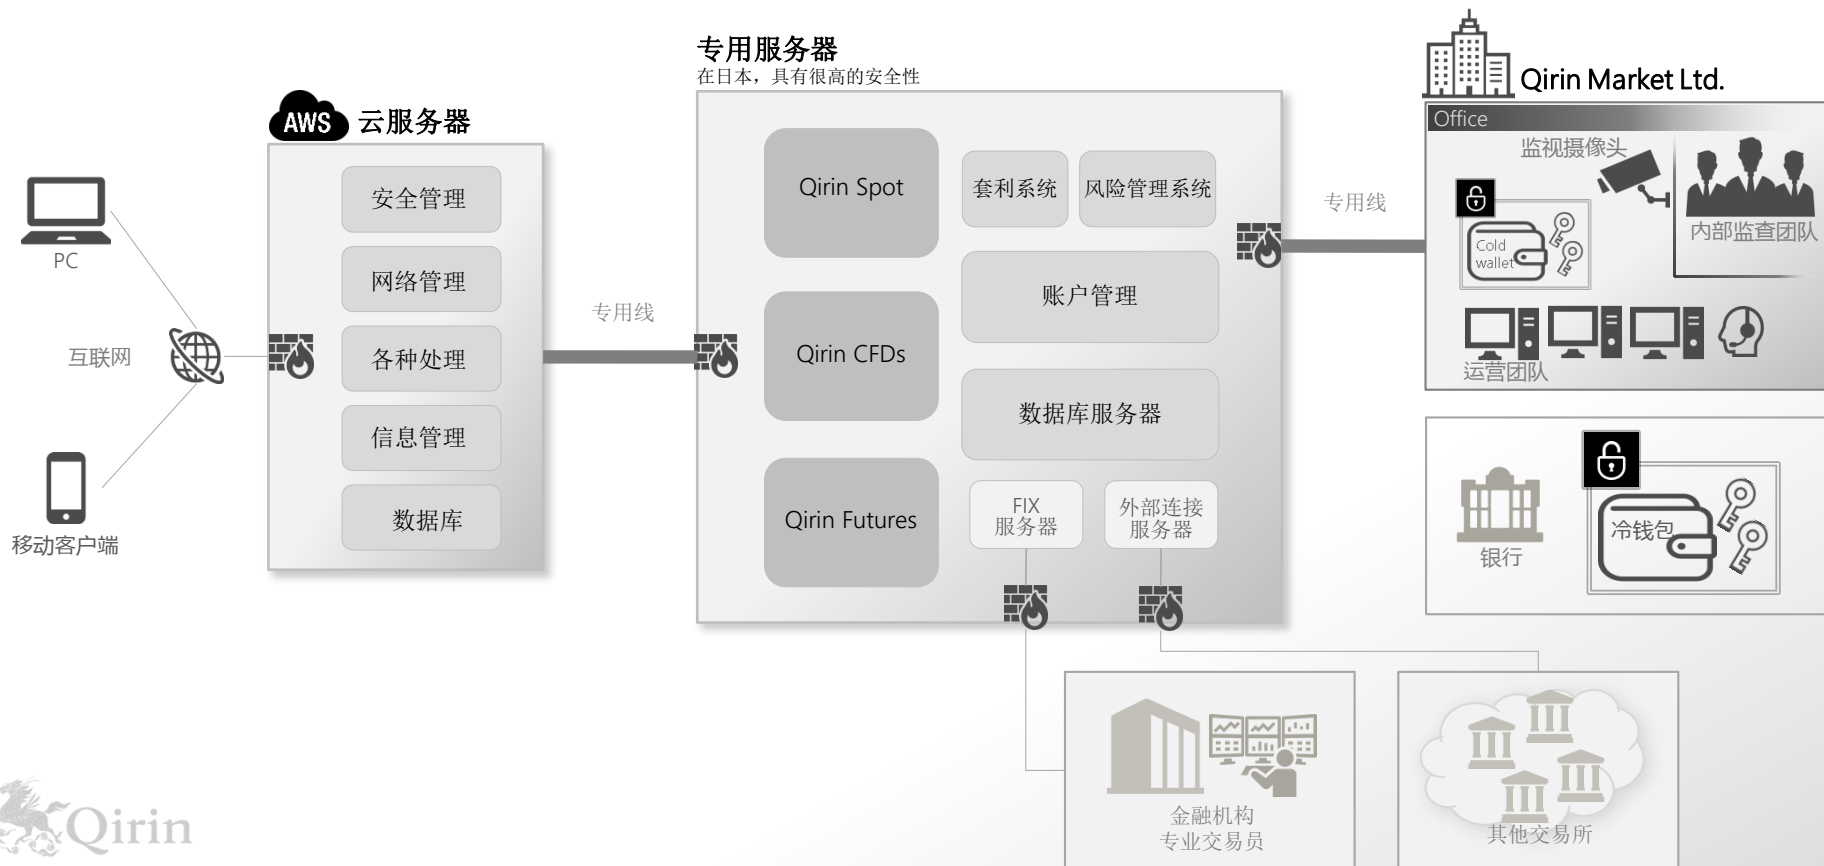 专用服务器
在日本，具有很高的安全性
Qirin Market Ltd.
AWS
云服务器
Office
监视摄像头
内部监查团队
Cold
wallet
运营团队
PC
互联网
移动客户端
安全管理
网络管理
各种处理
信息管理
数据库
专用线
Qirin Spot
Qirin CFDs
Qirin Futures
套利系统
风险管理系统
账户管理
数据库服务器
FIX
服务器
外部连接
服务器
专用线
银行
冷钱包
金融机构
专业交易员
其他交易所
Qirin